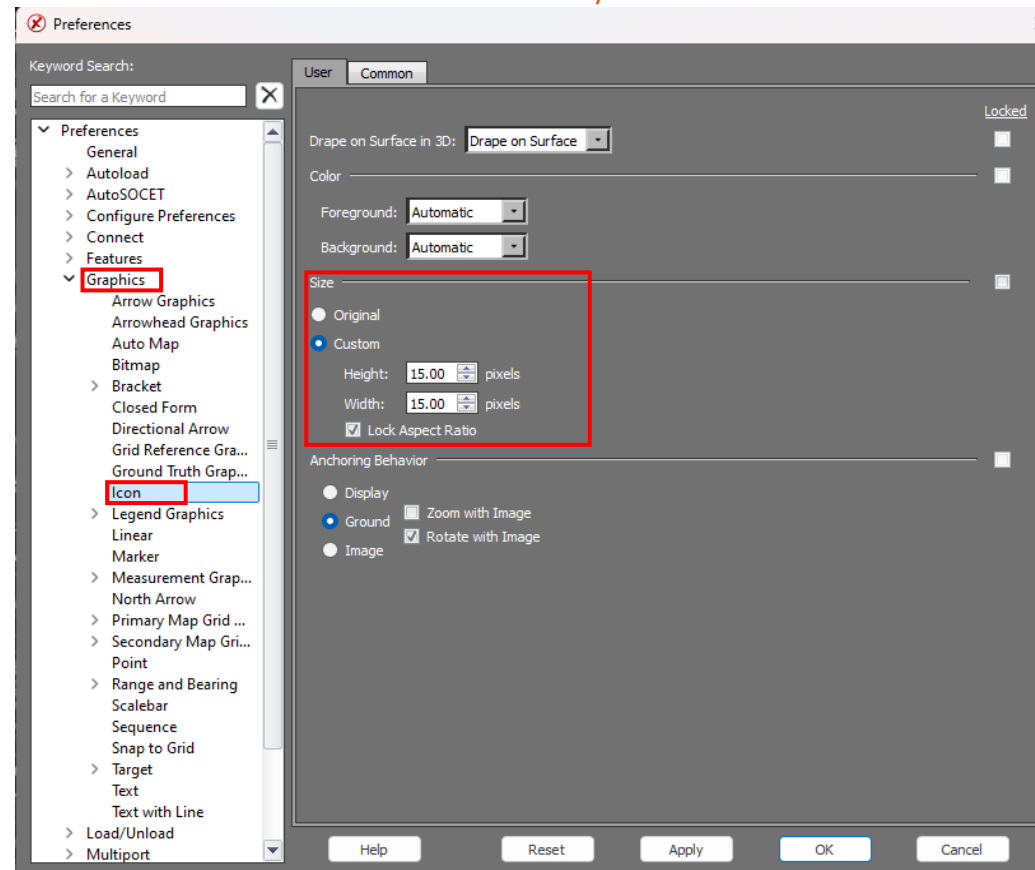 Preferences
Keyword Search:
Search for a Keyword
Preferences
General
Autoload
AutoSOCET
Configure Preferences
Connect
Features
Graphics
Arrow Graphics
Arrowhead Graphics
Auto Map
Bitmap
Bracket
Closed Form
Directional Arrow
Grid Reference Gra...
Ground Truth Grap...
Icon
Legend Graphics
Linear
Marker
Measurement Grap...
North Arrow
Primary Map Grid ...
Secondary Map Gri...
Point
Range and Bearing
Scalebar
Sequence
Snap to Grid
Target
Text
Text with Line
Load/Unload
Multiport
User Common
Locked
Drape on Surface in 3D: Drape on Surface
Color
Foreground: Automatic
Background: Automatic
Size
Original
Custom
Height: 15.00 pixels
Width: 15.00 pixels
Lock Aspect Ratio
Anchoring Behavior
Display
Ground
Image
Zoom with Image
Rotate with Image
Help Reset Apply OK Cancel